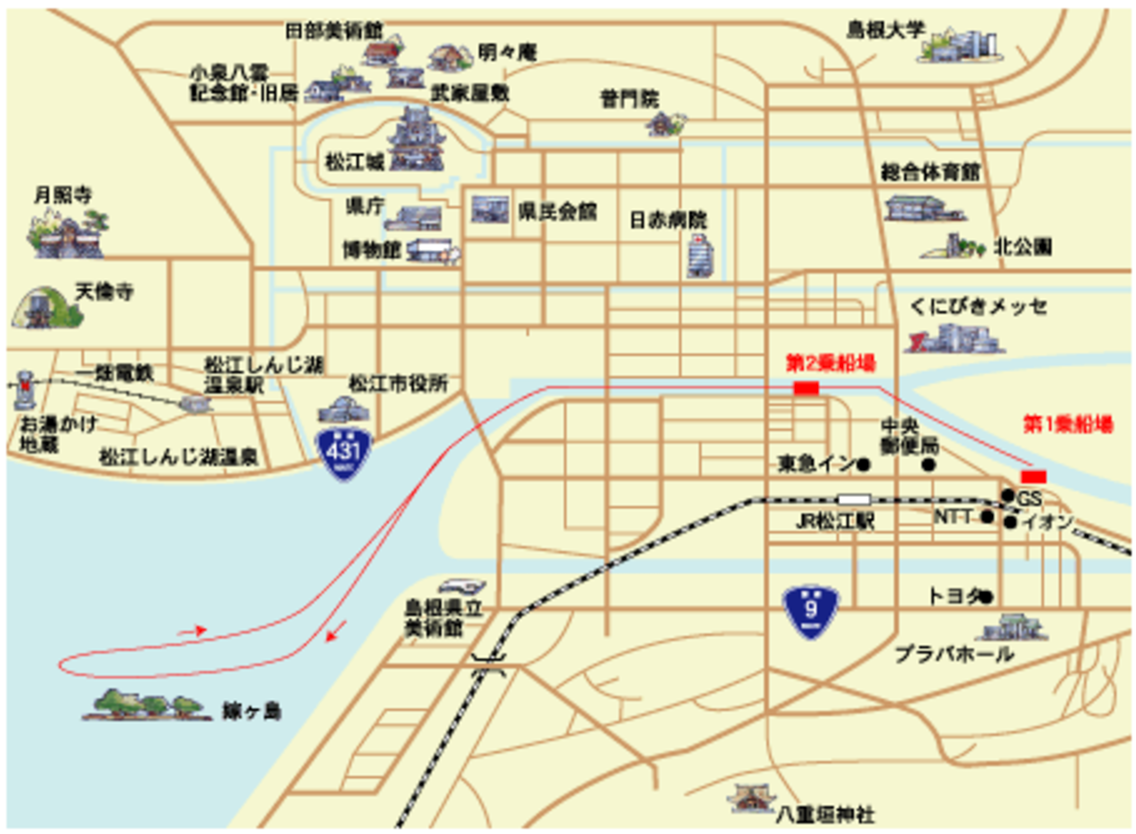 田部美術館
明々庵
島根大学
小泉八雲
記念館・旧居
武家屋敷
普門院
松江城
総合体育館
月照寺
県庁
県民会館
日赤病院
博物館
北公園
天倫寺
くにびきメッセ
一畑電鉄
松江しんじ湖
温泉駅
松江市役所
第2乗船場
お湯かけ
地蔵
松江しんじ湖温泉
431
中央
郵便局
第1乗船場
東急イン
GS
JR松江駅
NTT
イオン
島根県立
美術館
9
トヨタ
プラバホール
嫁ヶ島
八重垣神社